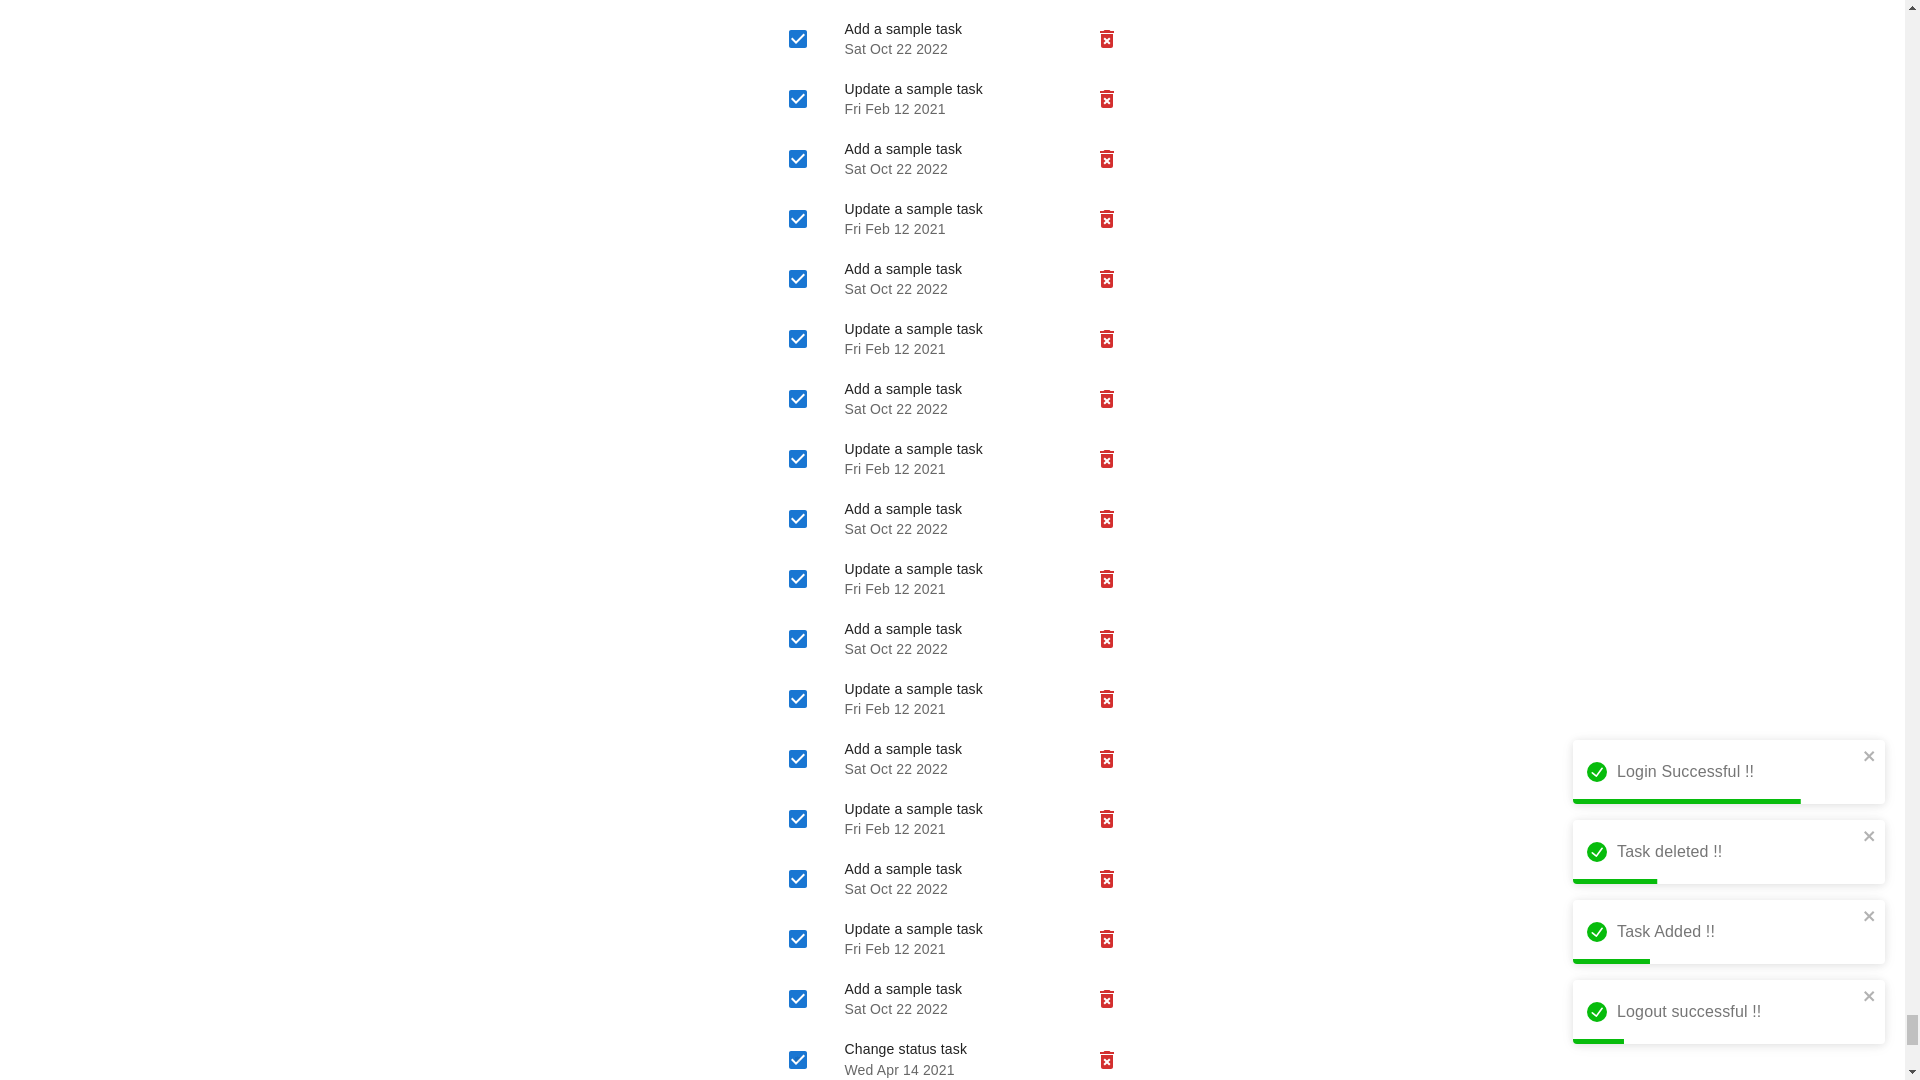 Add a sample task
Sat Oct 22 2022
Update a sample task
Fri Feb 12 2021
Add a sample task
Sat Oct 22 2022
Update a sample task
Fri Feb 12 2021
Add a sample task
Sat Oct 22 2022
Update a sample task
Fri Feb 12 2021
Add a sample task
Sat Oct 22 2022
Update a sample task
Fri Feb 12 2021
Add a sample task
Sat Oct 22 2022
Update a sample task
Fri Feb 12 2021
Add a sample task
Sat Oct 22 2022
Update a sample task
Fri Feb 12 2021
Add a sample task
Sat Oct 22 2022
Update a sample task
Fri Feb 12 2021
Add a sample task
Sat Oct 22 2022
Update a sample task
Fri Feb 12 2021
Add a sample task
Sat Oct 22 2022
Change status task
Wed Apr 14 2021
Login Successful !!
Task deleted !!
Task Added !!
Logout successful !!